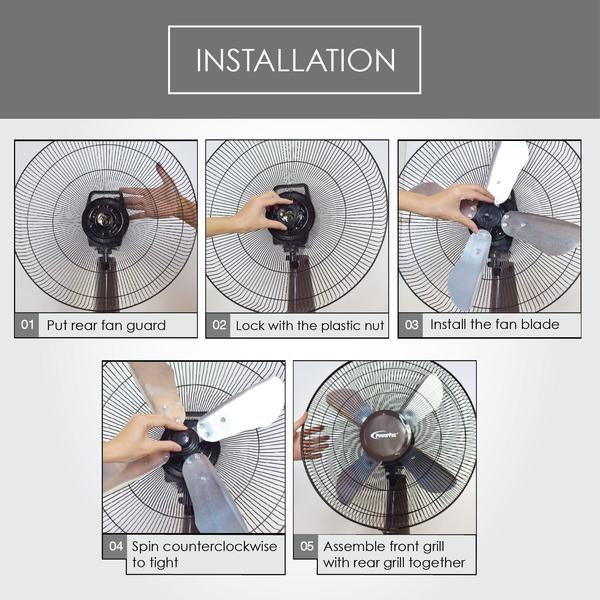 INSTALLATION
01 Put rear fan guard
02 Lock with the plastic nut
03 Install the fan blade
04 Spin counterclockwise
to tight
PowerPac
05 Assemble front grill
with rear grill together